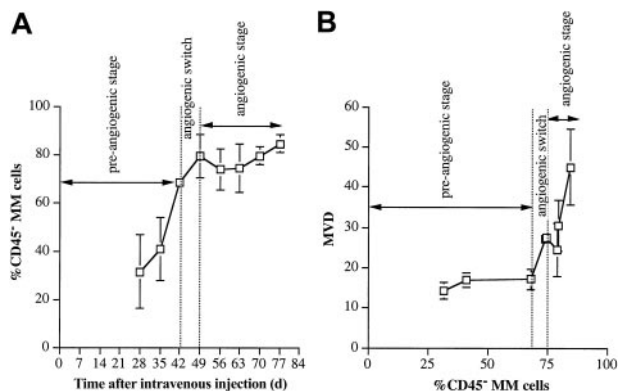 A
pre-angiogenic stage
angiogenic switch
angiogenic stage
100
80
60
40
20
0
%CD45⁻ MM cells
0 7 14 21 28 35 42 49 56 63 70 77 84
Time after intravenous injection (d)
B
pre-angiogenic stage
angiogenic switch
angiogenic stage
60
50
40
30
20
10
0
MVD
0 25 50 75 100
%CD45⁻ MM cells